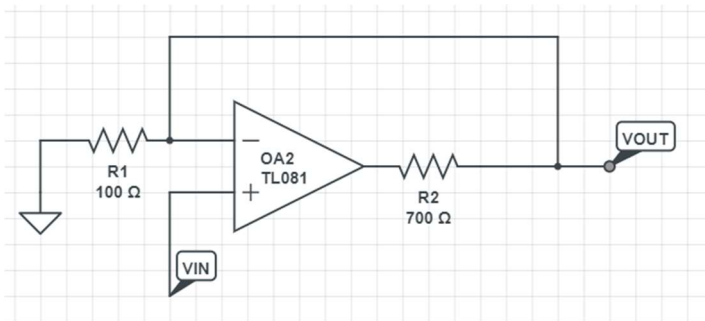 VOUT
−
OA2
TL081
+
R1
100 Ω
R2
700 Ω
VIN